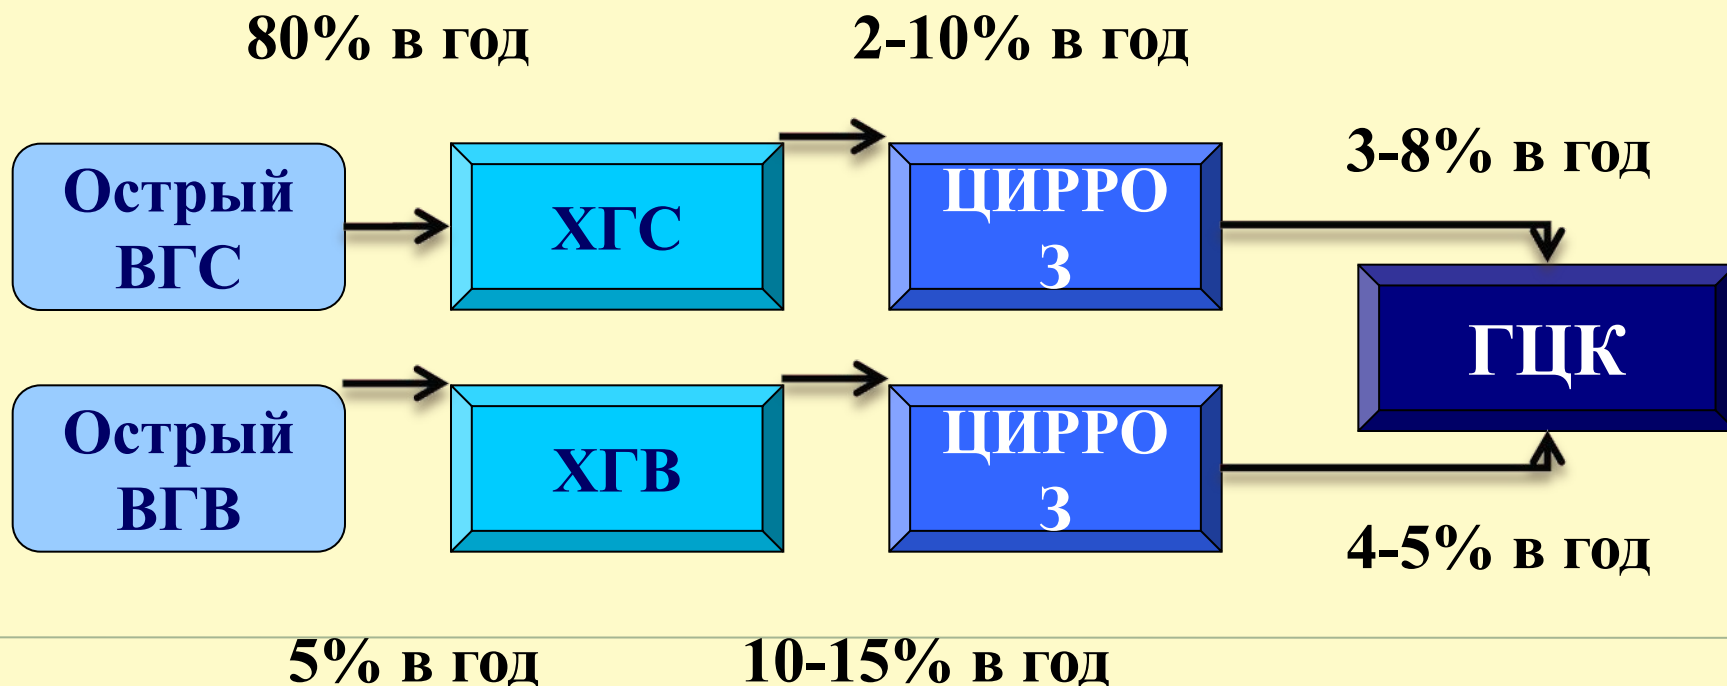 80% в год
2-10% в год
3-8% в год
Острый
ВГС
ХГС
ЦИРРО
З
ГЦК
Острый
ВГВ
ХГВ
ЦИРРО
З
4-5% в год
5% в год
10-15% в год